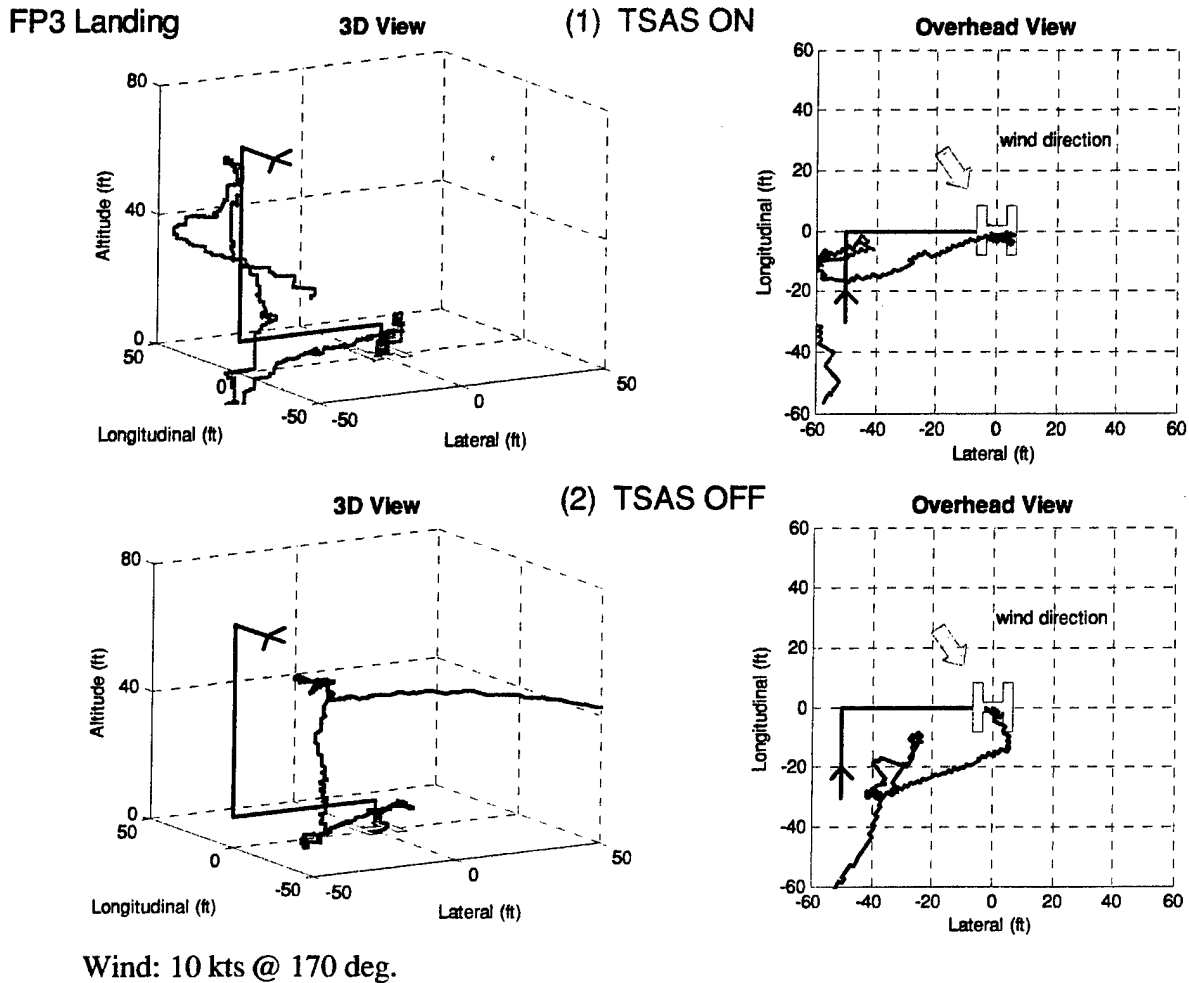 FP3 Landing
3D View
(1) TSAS ON
Overhead View
80
40
0
Altitude (ft)
50
0
-50
Longitudinal (ft)
-50
0
50
Lateral (ft)
60
40
20
0
-20
-40
-60
Longitudinal (ft)
wind direction
-60 -40 -20 0 20 40 60
Lateral (ft)
3D View
(2) TSAS OFF
Overhead View
80
40
0
Altitude (ft)
50
0
-50
Longitudinal (ft)
-50
0
50
Lateral (ft)
60
40
20
0
-20
-40
-60
Longitudinal (ft)
wind direction
-60 -40 -20 0 20 40 60
Lateral (ft)
Wind: 10 kts @ 170 deg.